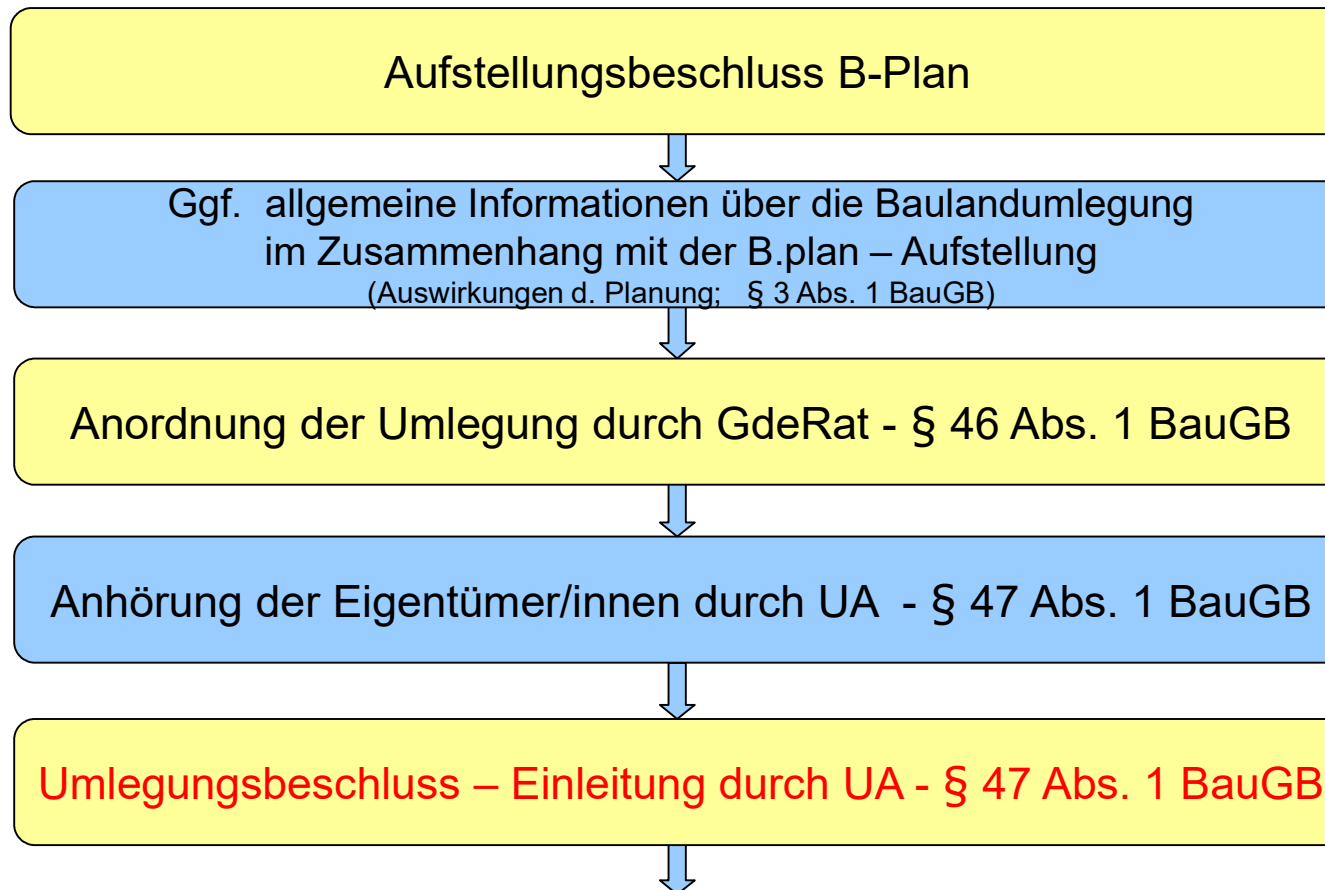 Aufstellungsbeschluss B-Plan
Ggf. allgemeine Informationen über die Baulandumlegung
im Zusammenhang mit der B.plan – Aufstellung
(Auswirkungen d. Planung; § 3 Abs. 1 BauGB)
Anordnung der Umlegung durch GdeRat - § 46 Abs. 1 BauGB
Anhörung der Eigentümer/innen durch UA - § 47 Abs. 1 BauGB
Umlegungsbeschluss – Einleitung durch UA - § 47 Abs. 1 BauGB